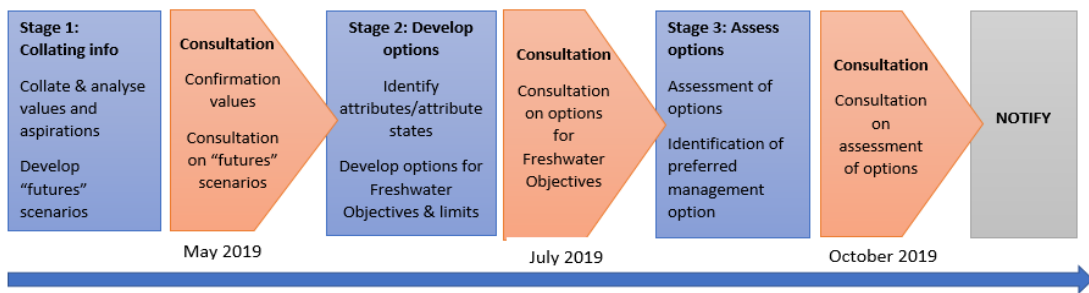 Stage 1:
Collating info
Collate & analyse
values and
aspirations
Develop
“futures”
scenarios
Consultation
Confirmation
values
Consultation
on “futures”
scenarios
May 2019
Stage 2: Develop
options
Identify
attributes/attribute
states
Develop options for
Freshwater
Objectives & limits
Consultation
Consultation
on options
for
Freshwater
Objectives
July 2019
Stage 3: Assess
options
Assessment of
options
Identification of
preferred
management
option
Consultation
Consultation
on
assessment
of options
October 2019
NOTIFY